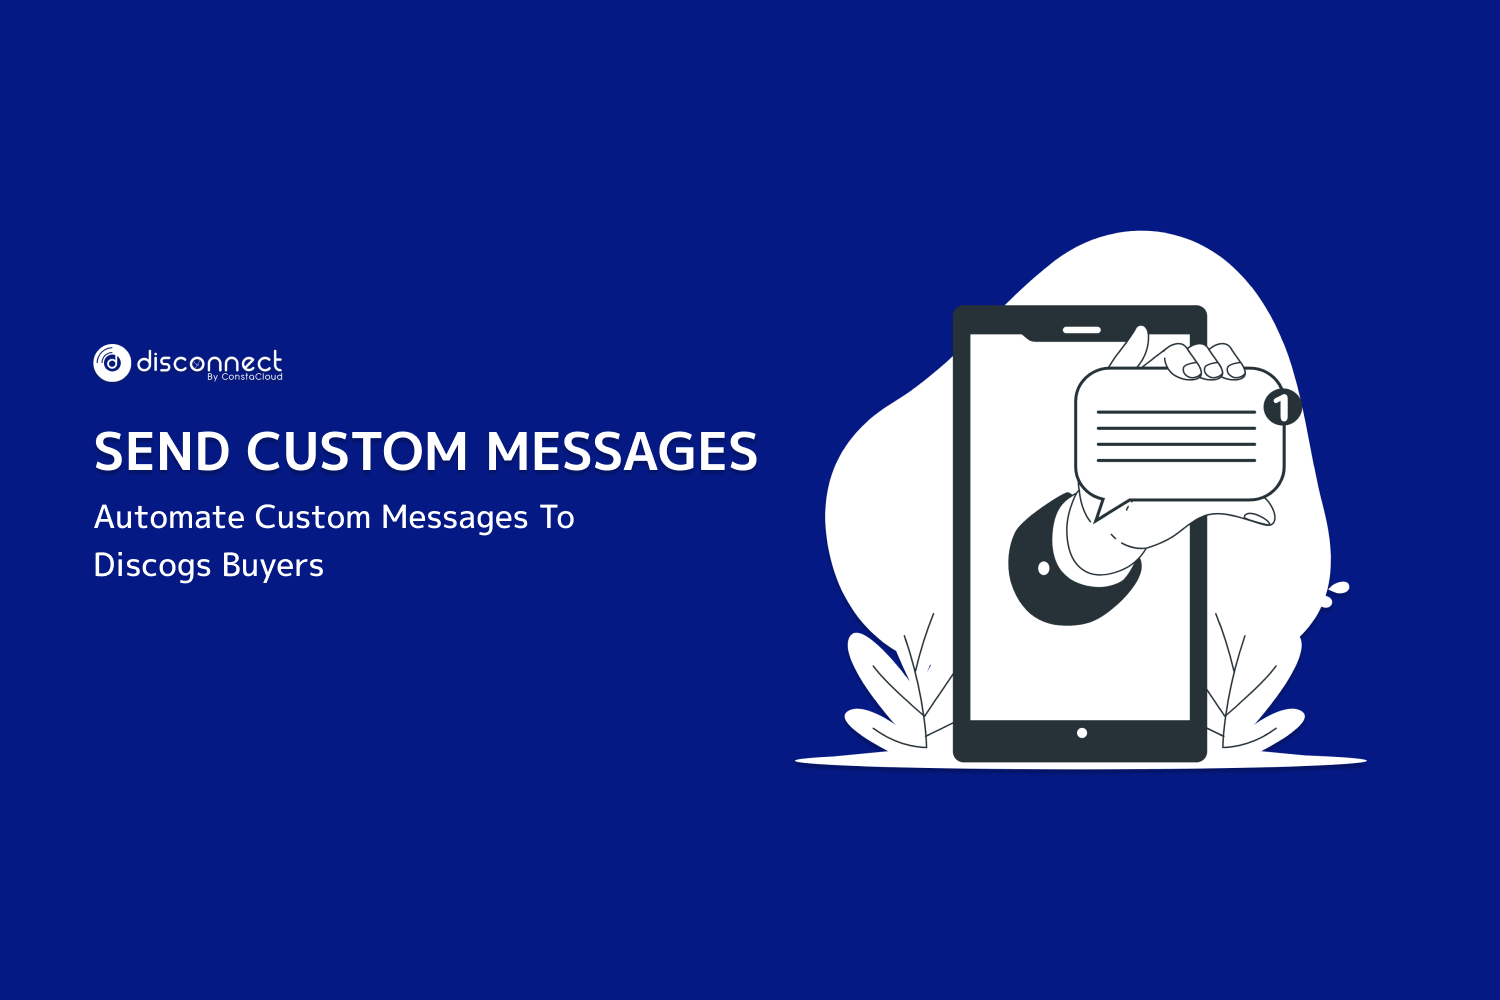 disconnect
By ConstaCloud
SEND CUSTOM MESSAGES
Automate Custom Messages To
Discogs Buyers
1